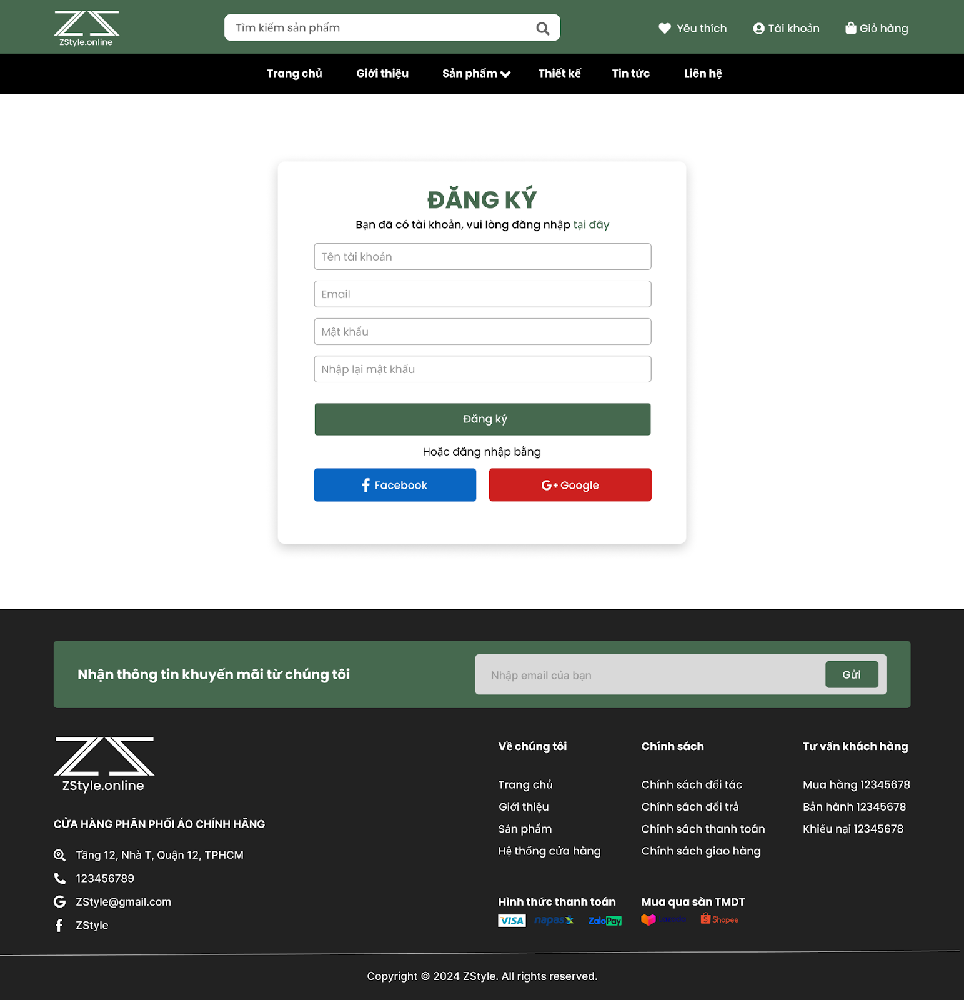 ZStyle.online
Tìm kiếm sản phẩm
Yêu thích
Tài khoản
Giỏ hàng
Trang chủ
Giới thiệu
Sản phẩm
Thiết kế
Tin tức
Liên hệ
ĐĂNG KÝ
Bạn đã có tài khoản, vui lòng đăng nhập tại đây
Tên tài khoản
Email
Mật khẩu
Nhập lại mật khẩu
Đăng ký
Hoặc đăng nhập bằng
Facebook
G+ Google
Nhận thông tin khuyến mãi từ chúng tôi
Nhập email của bạn
Gửi
ZStyle.online
CỬA HÀNG PHÂN PHỐI ÁO CHÍNH HÃNG
Tầng 12, Nhà T, Quận 12, TPHCM
123456789
ZStyle@gmail.com
ZStyle
Về chúng tôi
Trang chủ
Giới thiệu
Sản phẩm
Hệ thống cửa hàng
Chính sách
Chính sách đối tác
Chính sách đổi trả
Chính sách thanh toán
Chính sách giao hàng
Tư vấn khách hàng
Mua hàng 12345678
Bản hành 12345678
Khiếu nại 12345678
Hình thức thanh toán
VISA
napas
ZaloPay
Mua qua sàn TMDT
Lazada
Shopee
Copyright © 2024 ZStyle. All rights reserved.